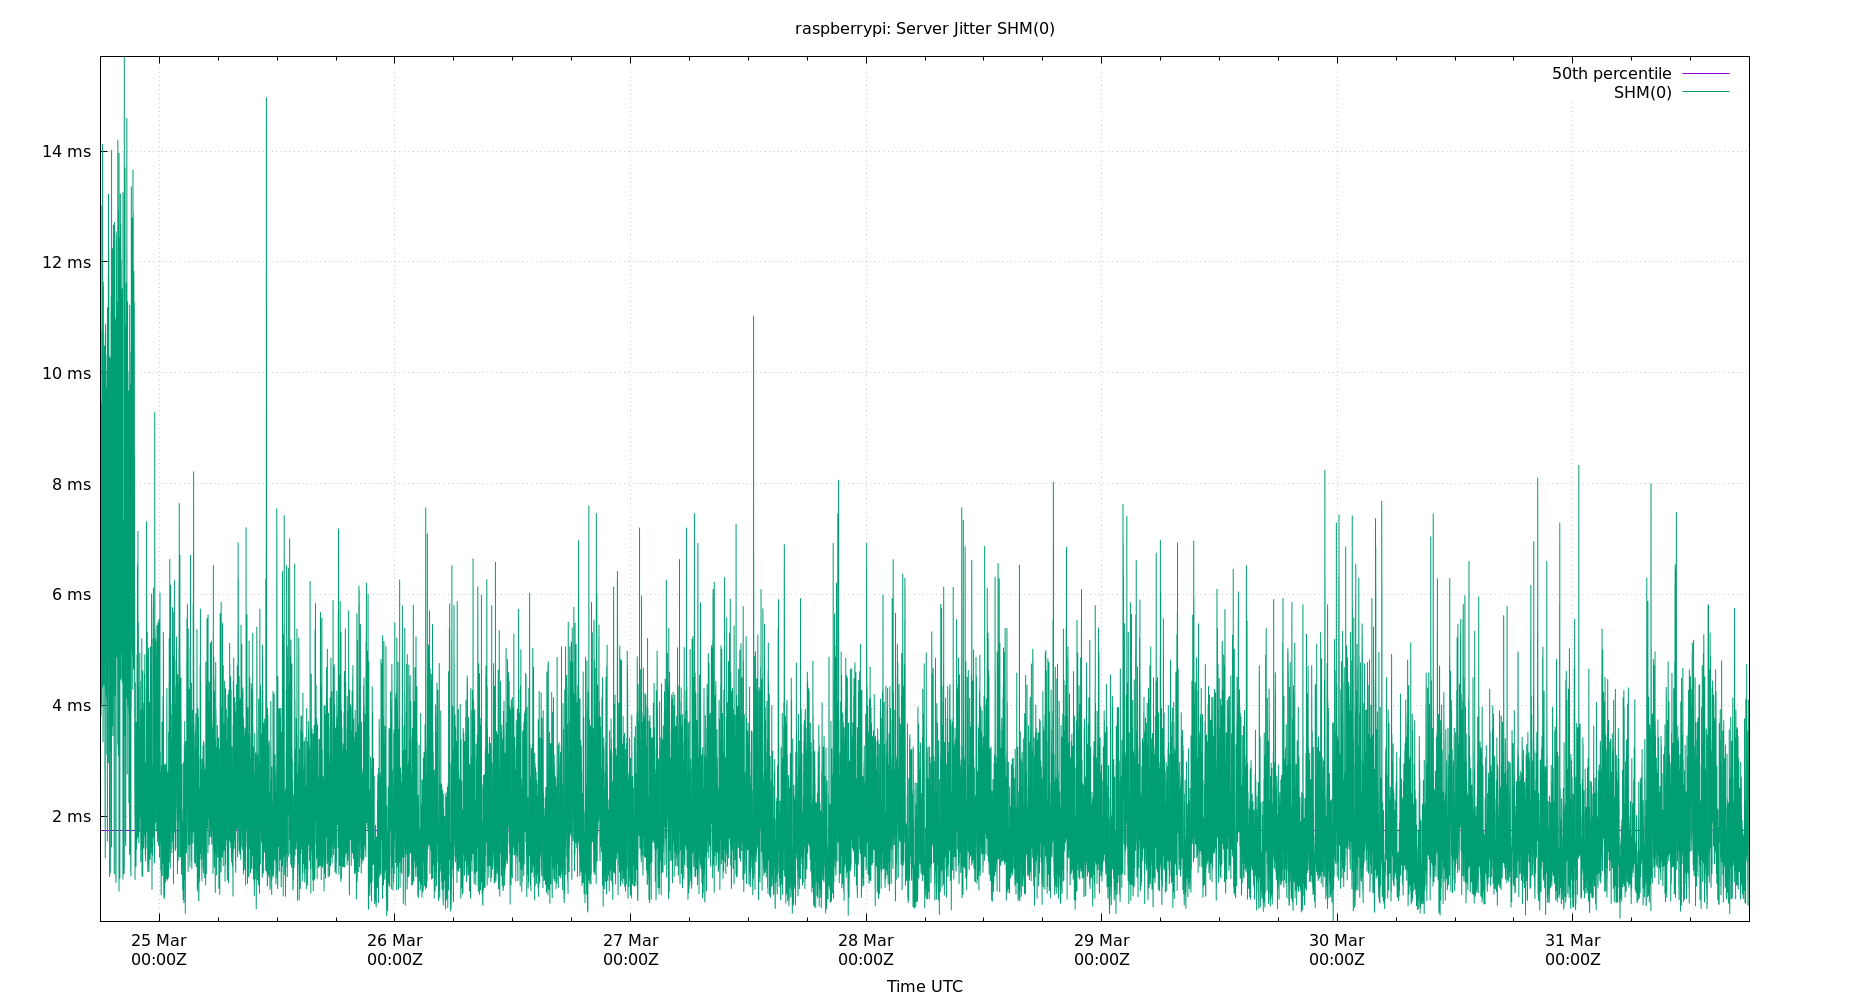 raspberrypi: Server Jitter SHM(0)
50th percentile
SHM(0)
14 ms
12 ms
10 ms
8 ms
6 ms
4 ms
2 ms
25 Mar
00:00Z
26 Mar
00:00Z
27 Mar
00:00Z
28 Mar
00:00Z
29 Mar
00:00Z
30 Mar
00:00Z
31 Mar
00:00Z
Time UTC